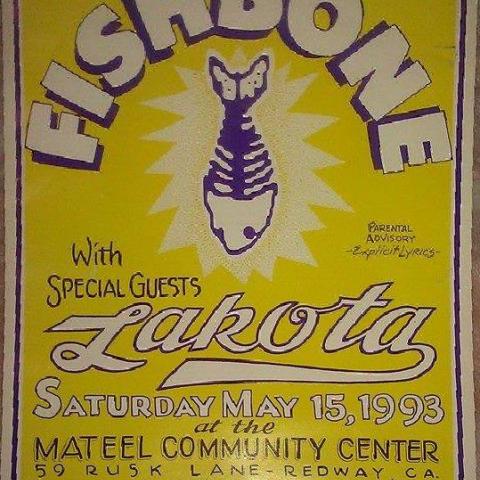 FISHBONE
PARENTAL
ADVISORY
-Explicit Lyrics-
With
SPECIAL GUESTS
Lakota
SATURDAY MAY 15, 1993
at the
MATEEL COMMUNITY CENTER
59 RUSK LANE-REDWAY, CA.